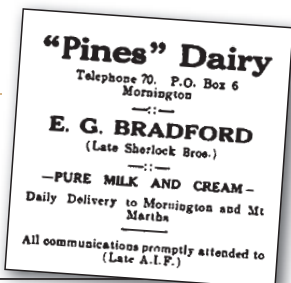 “Pines” Dairy
Telephone 70. P.O. Box 6
Mornington
—::—
E. G. BRADFORD
(Late Sherlock Bros.)
—::—
—PURE MILK AND CREAM—
Daily Delivery to Mornington and Mt
Martha
All communications promptly attended to
(Late A.I.F.)